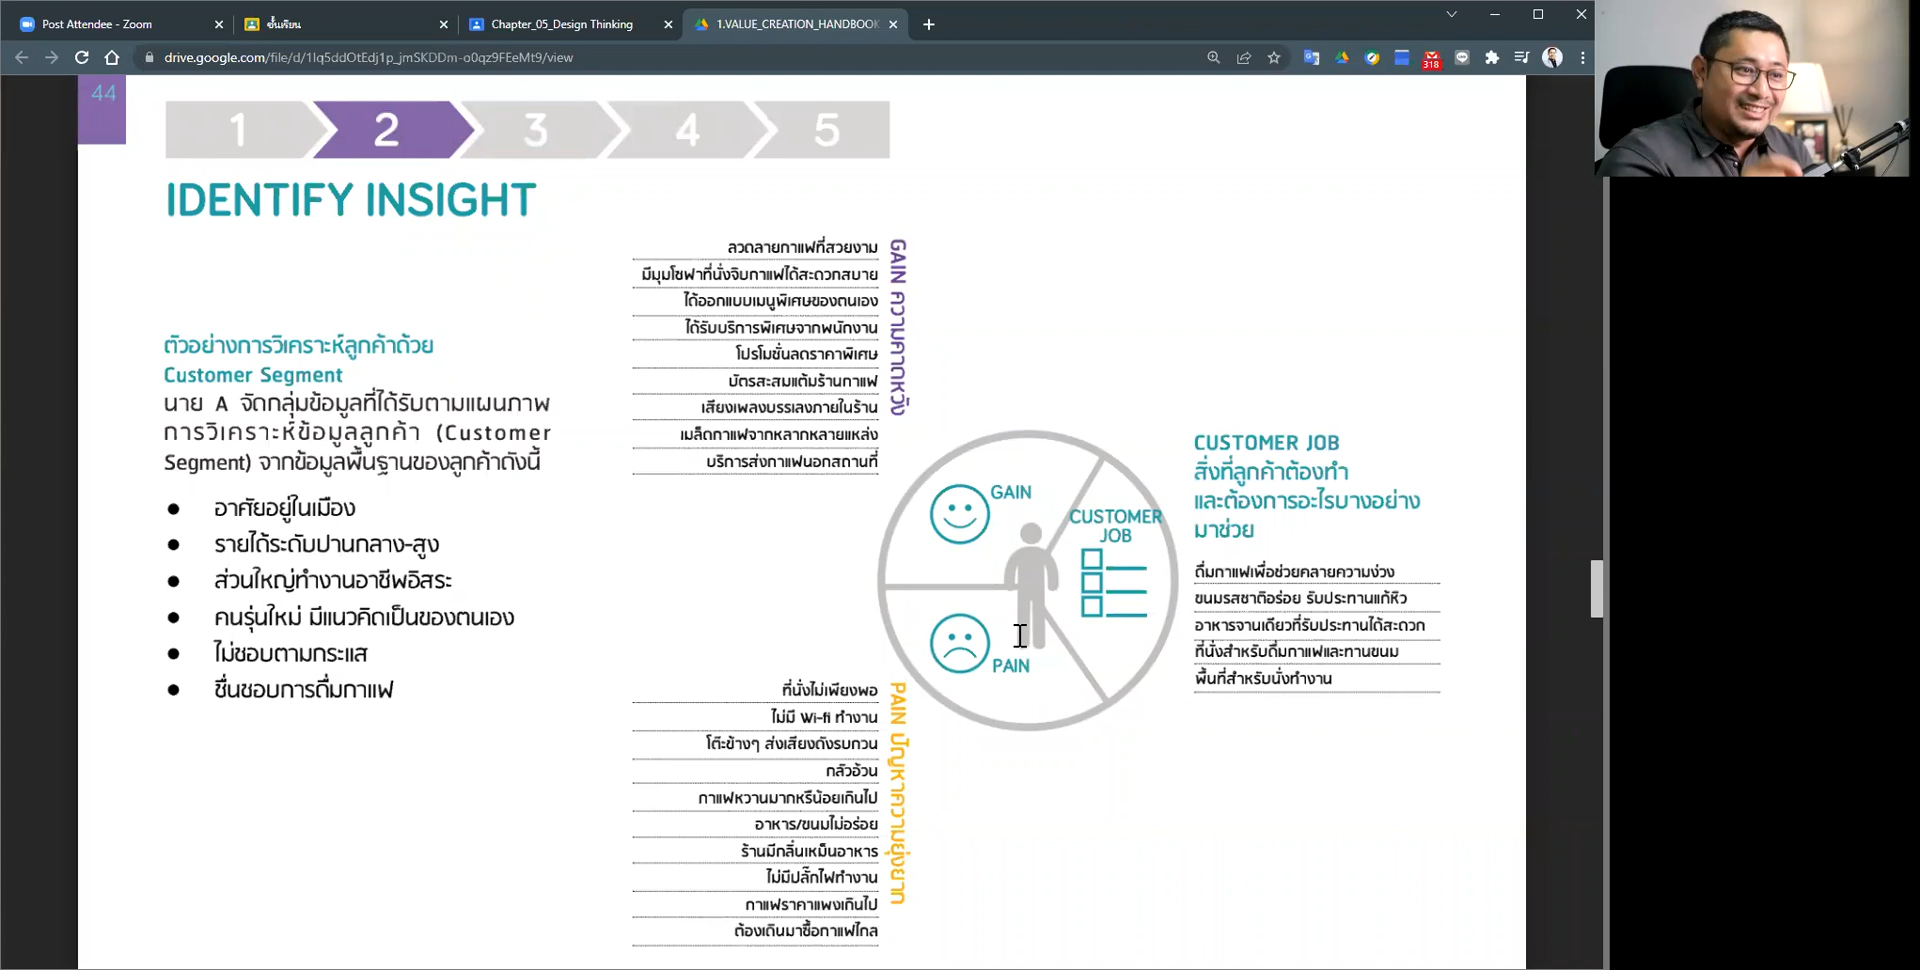 Post Attendee - Zoom
ชั้นเรียน
Chapter_05_Design Thinking
1.VALUE_CREATION_HANDBOOK
drive.google.com/file/d/1Iq5ddOtEdj1p_jmSKDDm-o0qz9FEeMt9/view
318
44
1 2 3 4 5
IDENTIFY INSIGHT
ตัวอย่างการวิเคราะห์ลูกค้าด้วย
Customer Segment
นาย A จัดกลุ่มข้อมูลที่ได้รับตามแผนภาพ
การวิเคราะห์ข้อมูลลูกค้า (Customer
Segment) จากข้อมูลพื้นฐานของลูกค้าดังนี้
● อาศัยอยู่ในเมือง
● รายได้ระดับปานกลาง-สูง
● ส่วนใหญ่ทำงานอาชีพอิสระ
● คนรุ่นใหม่ มีแนวคิดเป็นของตนเอง
● ไม่ชอบตามกระแส
● ชื่นชอบการดื่มกาแฟ
GAIN ความคาดหวัง
ลวดลายกาแฟที่สวยงาม
มีมุมโซฟาที่นั่งจิบกาแฟได้สะดวกสบาย
ได้ออกแบบเมนูพิเศษของตนเอง
ได้รับบริการพิเศษจากพนักงาน
โปรโมชั่นลดราคาพิเศษ
บัตรสะสมแต้มร้านกาแฟ
เสียงเพลงบรรเลงภายในร้าน
เมล็ดกาแฟจากหลากหลายแหล่ง
บริการส่งกาแฟนอกสถานที่
PAIN ปัญหาความยุ่งยาก
ที่นั่งไม่เพียงพอ
ไม่มี Wi-fi ทำงาน
โต๊ะข้างๆ ส่งเสียงดังรบกวน
กลัวอ้วน
กาแฟหวานมากหรือน้อยเกินไป
อาหาร/ขนมไม่อร่อย
ร้านมีกลิ่นเหม็นอาหาร
ไม่มีปลั๊กไฟทำงาน
กาแฟราคาแพงเกินไป
ต้องเดินมาซื้อกาแฟไกล
GAIN
CUSTOMER
JOB
PAIN
CUSTOMER JOB
สิ่งที่ลูกค้าต้องทำ
และต้องการอะไรบางอย่าง
มาช่วย
ดื่มกาแฟเพื่อช่วยคลายความง่วง
ขนมรสชาติอร่อย รับประทานแก้หิว
อาหารจานเดียวที่รับประทานได้สะดวก
ที่นั่งสำหรับดื่มกาแฟและทานขนม
พื้นที่สำหรับนั่งทำงาน